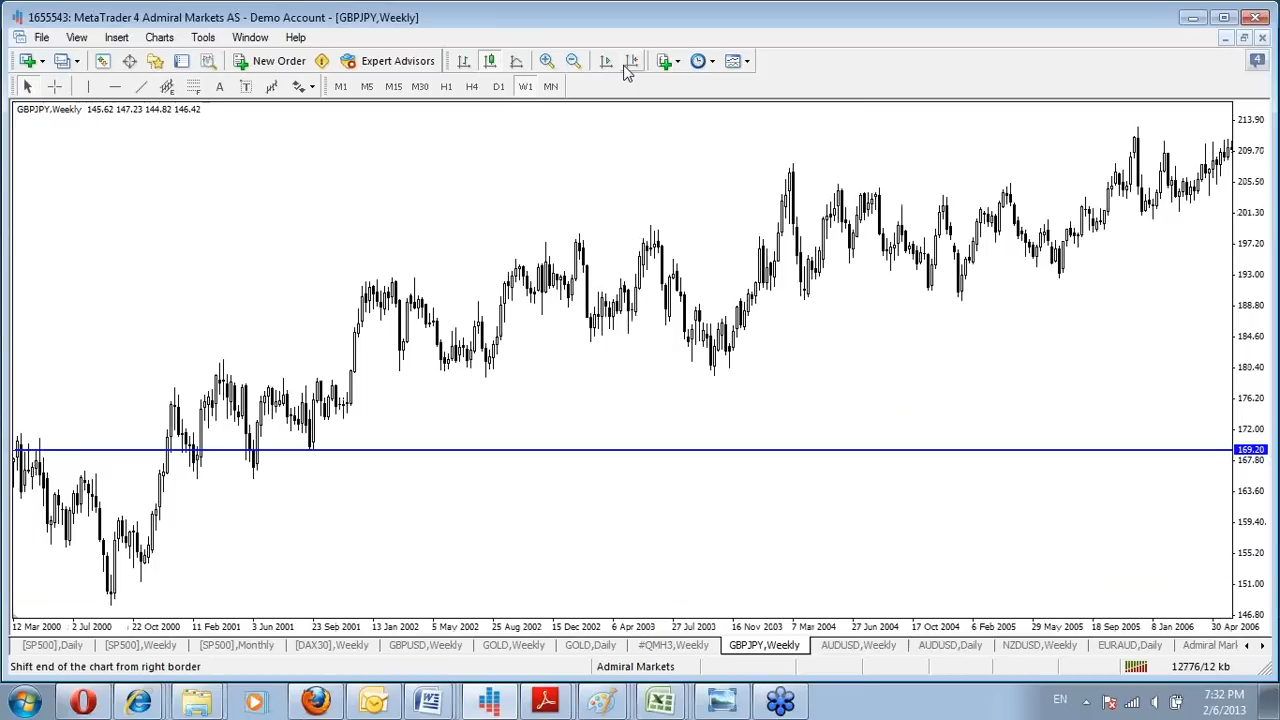 1655543: MetaTrader 4 Admiral Markets AS - Demo Account - [GBPJPY,Weekly]
File View Insert Charts Tools Window Help
New Order Expert Advisors 4
A T M1 M5 M15 M30 H1 H4 D1 W1 MN
GBPJPY,Weekly 145.62 147.23 144.82 146.42
213.90
209.70
205.50
201.30
197.20
193.00
188.80
184.60
180.40
176.20
172.00
169.20
167.80
163.60
159.40
155.20
151.00
146.80
12 Mar 2000 2 Jul 2000 22 Oct 2000 11 Feb 2001 3 Jun 2001 23 Sep 2001 13 Jan 2002 5 May 2002 25 Aug 2002 15 Dec 2002 6 Apr 2003 27 Jul 2003 16 Nov 2003 7 Mar 2004 27 Jun 2004 17 Oct 2004 6 Feb 2005 29 May 2005 18 Sep 2005 8 Jan 2006 30 Apr 2006
[SP500],Daily [SP500],Weekly [SP500],Monthly [DAX30],Weekly GBPUSD,Weekly GOLD,Weekly GOLD,Daily #QMH3,Weekly GBPJPY,Weekly AUDUSD,Weekly AUDUSD,Daily NZDUSD,Weekly EURAUD,Daily Admiral Mark
Shift end of the chart from right border Admiral Markets 12776/12 kb
EN 7:32 PM
2/6/2013